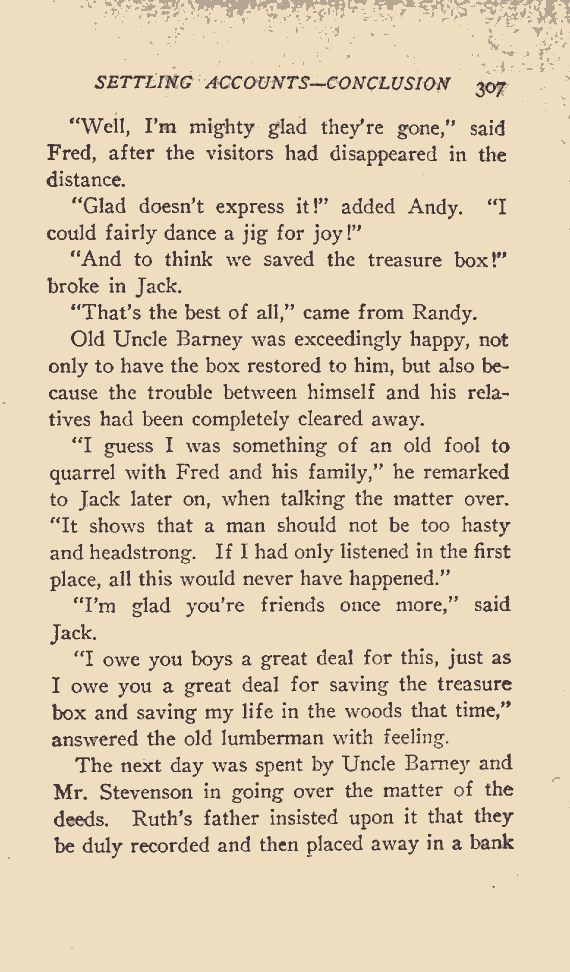 SETTLING ACCOUNTS—CONCLUSION 307
"Well, I'm mighty glad they're gone," said
Fred, after the visitors had disappeared in the
distance.
"Glad doesn't express it!" added Andy. "I
could fairly dance a jig for joy!"
"And to think we saved the treasure box!"
broke in Jack.
"That's the best of all," came from Randy.
Old Uncle Barney was exceedingly happy, not
only to have the box restored to him, but also be-
cause the trouble between himself and his rela-
tives had been completely cleared away.
"I guess I was something of an old fool to
quarrel with Fred and his family," he remarked
to Jack later on, when talking the matter over.
"It shows that a man should not be too hasty
and headstrong. If I had only listened in the first
place, all this would never have happened."
"I'm glad you're friends once more," said
Jack.
"I owe you boys a great deal for this, just as
I owe you a great deal for saving the treasure
box and saving my life in the woods that time,"
answered the old lumberman with feeling.
The next day was spent by Uncle Barney and
Mr. Stevenson in going over the matter of the
deeds. Ruth's father insisted upon it that they
be duly recorded and then placed away in a bank